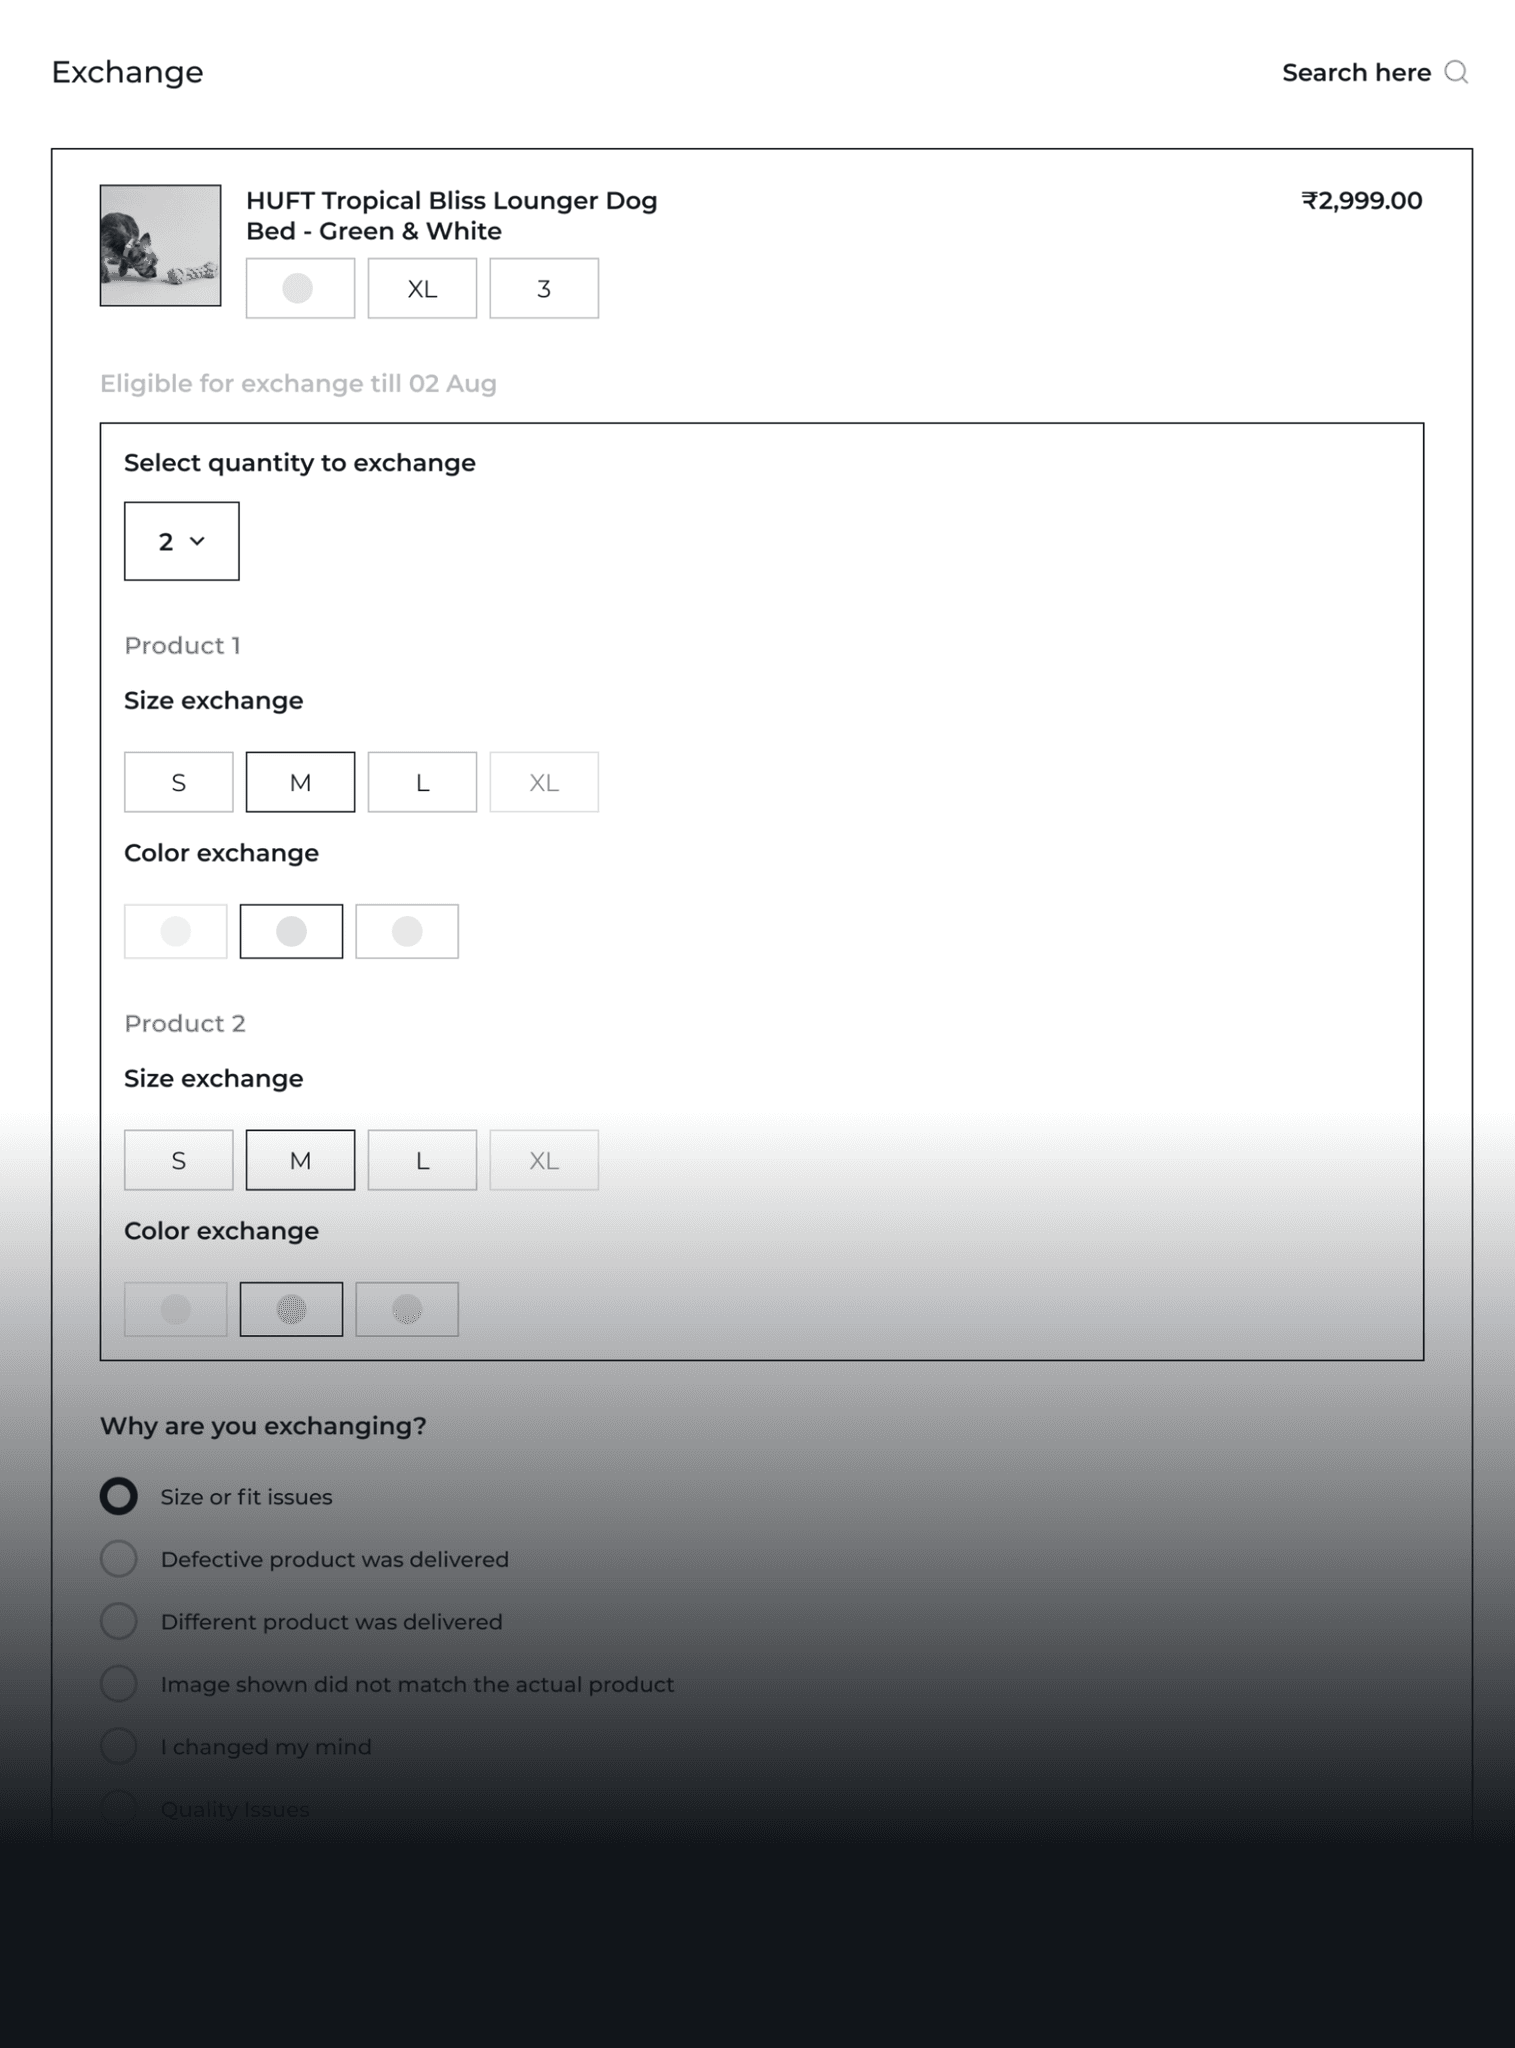 Exchange
Search here
HUFT Tropical Bliss Lounger Dog
Bed - Green & White
₹2,999.00
XL
3
Eligible for exchange till 02 Aug
Select quantity to exchange
2
Product 1
Size exchange
S
M
L
XL
Color exchange
Product 2
Size exchange
S
M
L
XL
Color exchange
Why are you exchanging?
Size or fit issues
Defective product was delivered
Different product was delivered
Image shown did not match the actual product
I changed my mind
Quality Issues